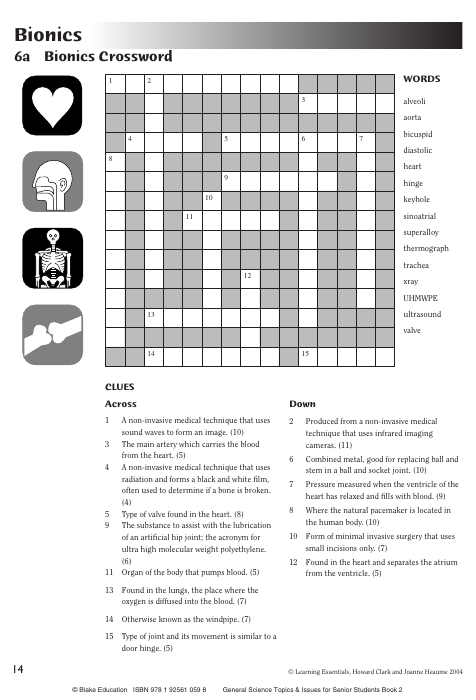 Bionics
6a Bionics Crossword
1
2
3
4
5
6
7
8
9
10
11
12
13
14
15
WORDS
alveoli
aorta
bicuspid
diastolic
heart
hinge
keyhole
sinoatrial
superalloy
thermograph
trachea
xray
UHMWPE
ultrasound
valve
CLUES
Across
1 A non-invasive medical technique that uses
sound waves to form an image. (10)
3 The main artery which carries the blood
from the heart. (5)
4 A non-invasive medical technique that uses
radiation and forms a black and white film,
often used to determine if a bone is broken.
(4)
5 Type of valve found in the heart. (8)
9 The substance to assist with the lubrication
of an artificial hip joint; the acronym for
ultra high molecular weight polyethylene.
(6)
11 Organ of the body that pumps blood. (5)
13 Found in the lungs, the place where the
oxygen is diffused into the blood. (7)
14 Otherwise known as the windpipe. (7)
15 Type of joint and its movement is similar to a
door hinge. (5)
Down
2 Produced from a non-invasive medical
technique that uses infrared imaging
cameras. (11)
6 Combined metal, good for replacing ball and
stem in a ball and socket joint. (10)
7 Pressure measured when the ventricle of the
heart has relaxed and fills with blood. (9)
8 Where the natural pacemaker is located in
the human body. (10)
10 Form of minimal invasive surgery that uses
small incisions only. (7)
12 Found in the heart and separates the atrium
from the ventricle. (5)
14
© Learning Essentials, Howard Clark and Joanne Heaume 2004
© Blake Education ISBN 978 1 92561 059 8 General Science Topics & Issues for Senior Students Book 2